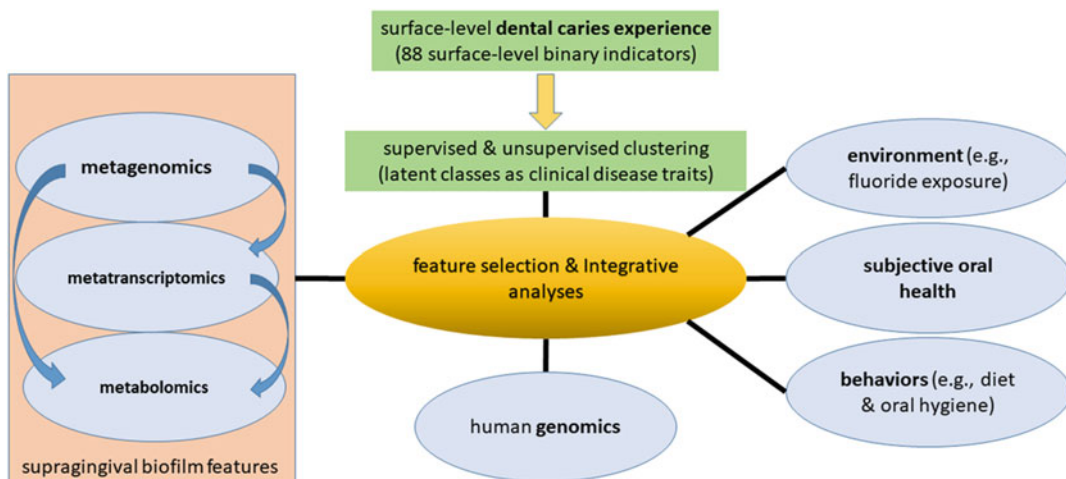 surface-level dental caries experience
(88 surface-level binary indicators)
supervised & unsupervised clustering
(latent classes as clinical disease traits)
metagenomics
metatranscriptomics
metabolomics
supragingival biofilm features
feature selection & Integrative
analyses
human genomics
environment (e.g.,
fluoride exposure)
subjective oral
health
behaviors (e.g., diet
& oral hygiene)